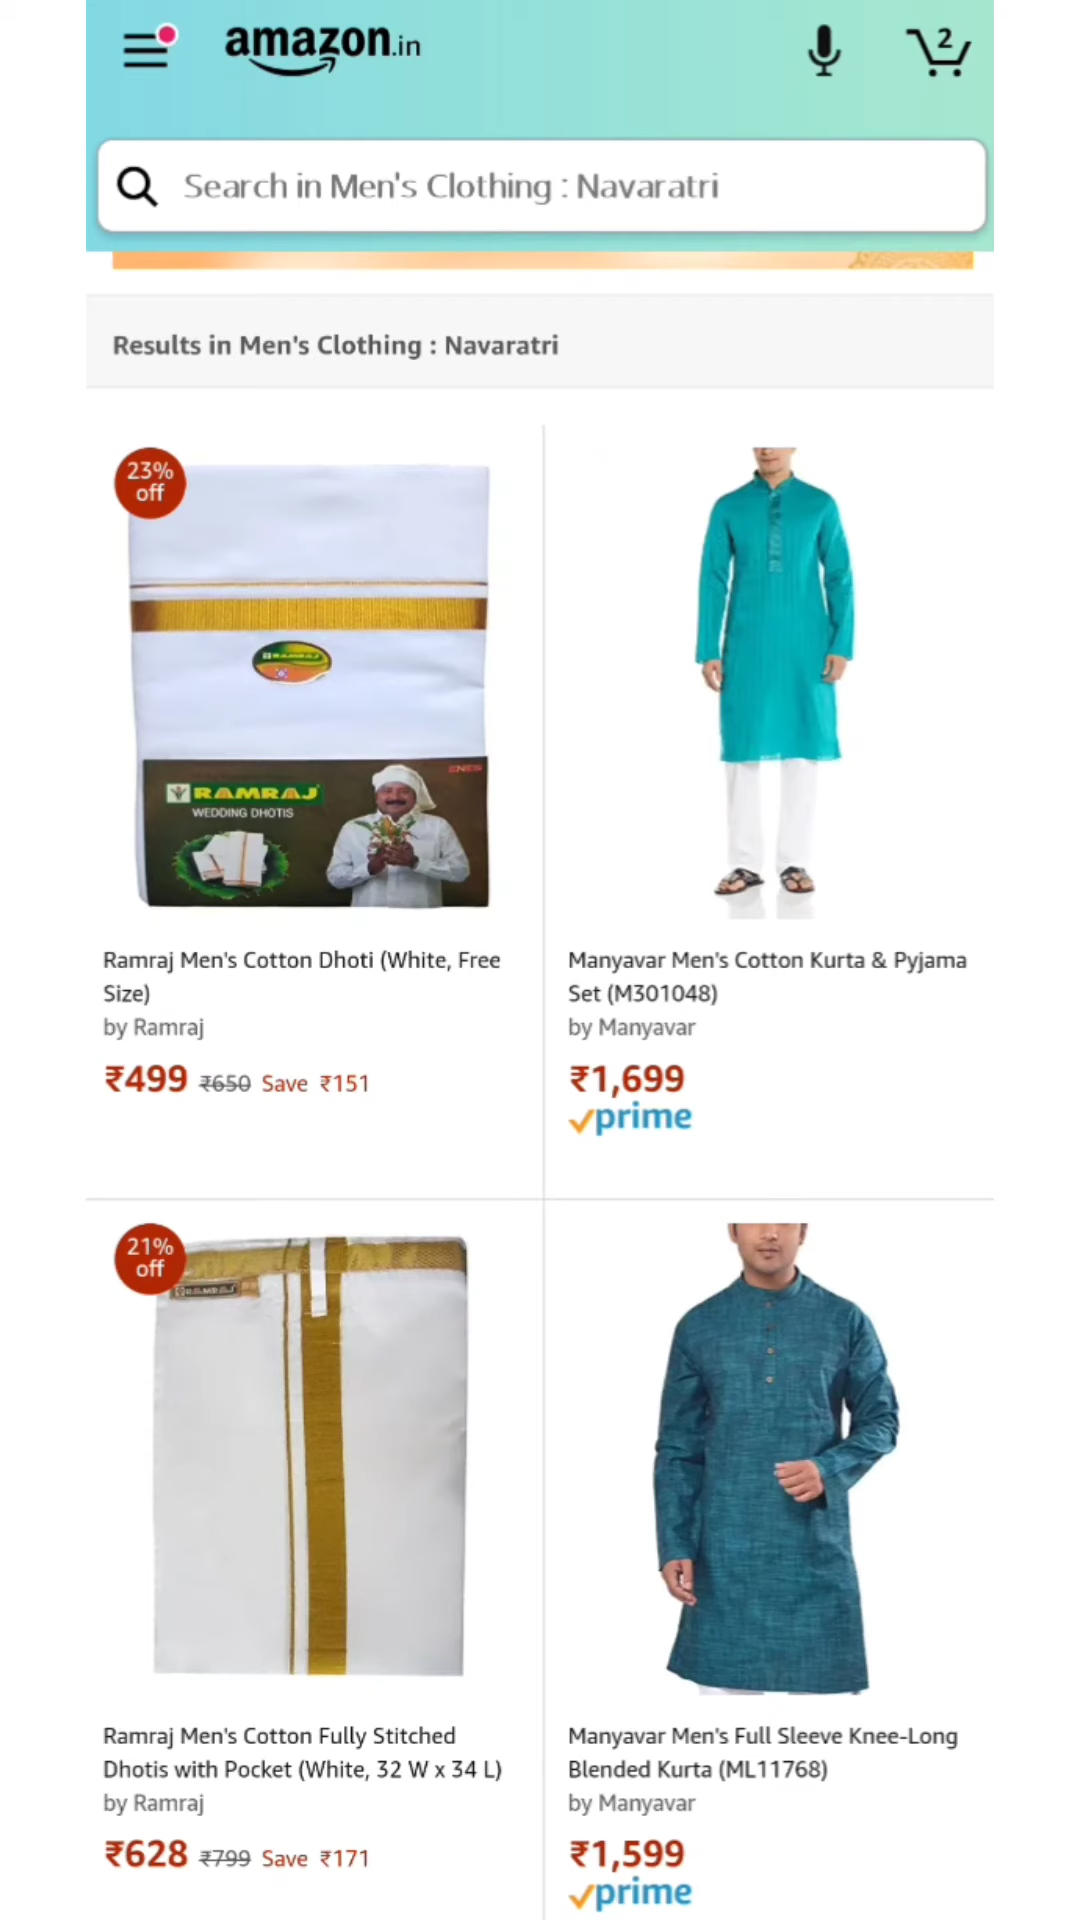 amazon.in
2
Search in Men's Clothing : Navaratri
Results in Men's Clothing : Navaratri
23%
off
RAMRAJ
ENES
RAMRAJ
WEDDING DHOTIS
Ramraj Men's Cotton Dhoti (White, Free
Size)
by Ramraj
₹499 ₹650 Save ₹151
Manyavar Men's Cotton Kurta & Pyjama
Set (M301048)
by Manyavar
₹1,699
prime
21%
off
RAMRAJ
Ramraj Men's Cotton Fully Stitched
Dhotis with Pocket (White, 32 W x 34 L)
by Ramraj
₹628 ₹799 Save ₹171
Manyavar Men's Full Sleeve Knee-Long
Blended Kurta (ML11768)
by Manyavar
₹1,599
prime